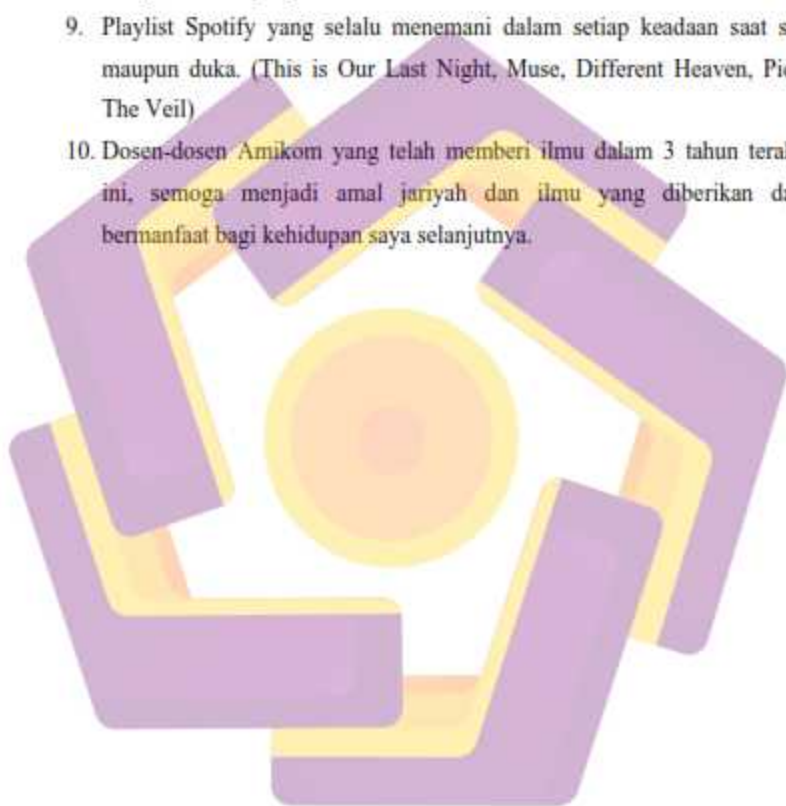 9. Playlist Spotify yang selalu menemani dalam setiap keadaan saat
maupun duka. (This is Our Last Night, Muse, Different Heaven,
The Veil)
10. Dosen-dosen Amikom yang telah memberi ilmu dalam 3 tahun
ini, semoga menjadi amal jariyah dan ilmu yang diberikan
bermanfaat bagi kehidupan saya selanjutnya.